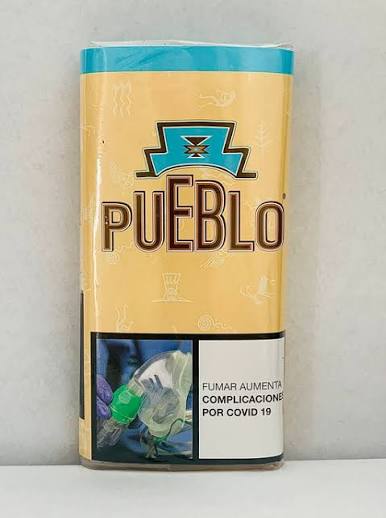 PUEBLO
FUMAR AUMENTA
COMPLICACIONES
POR COVID 19